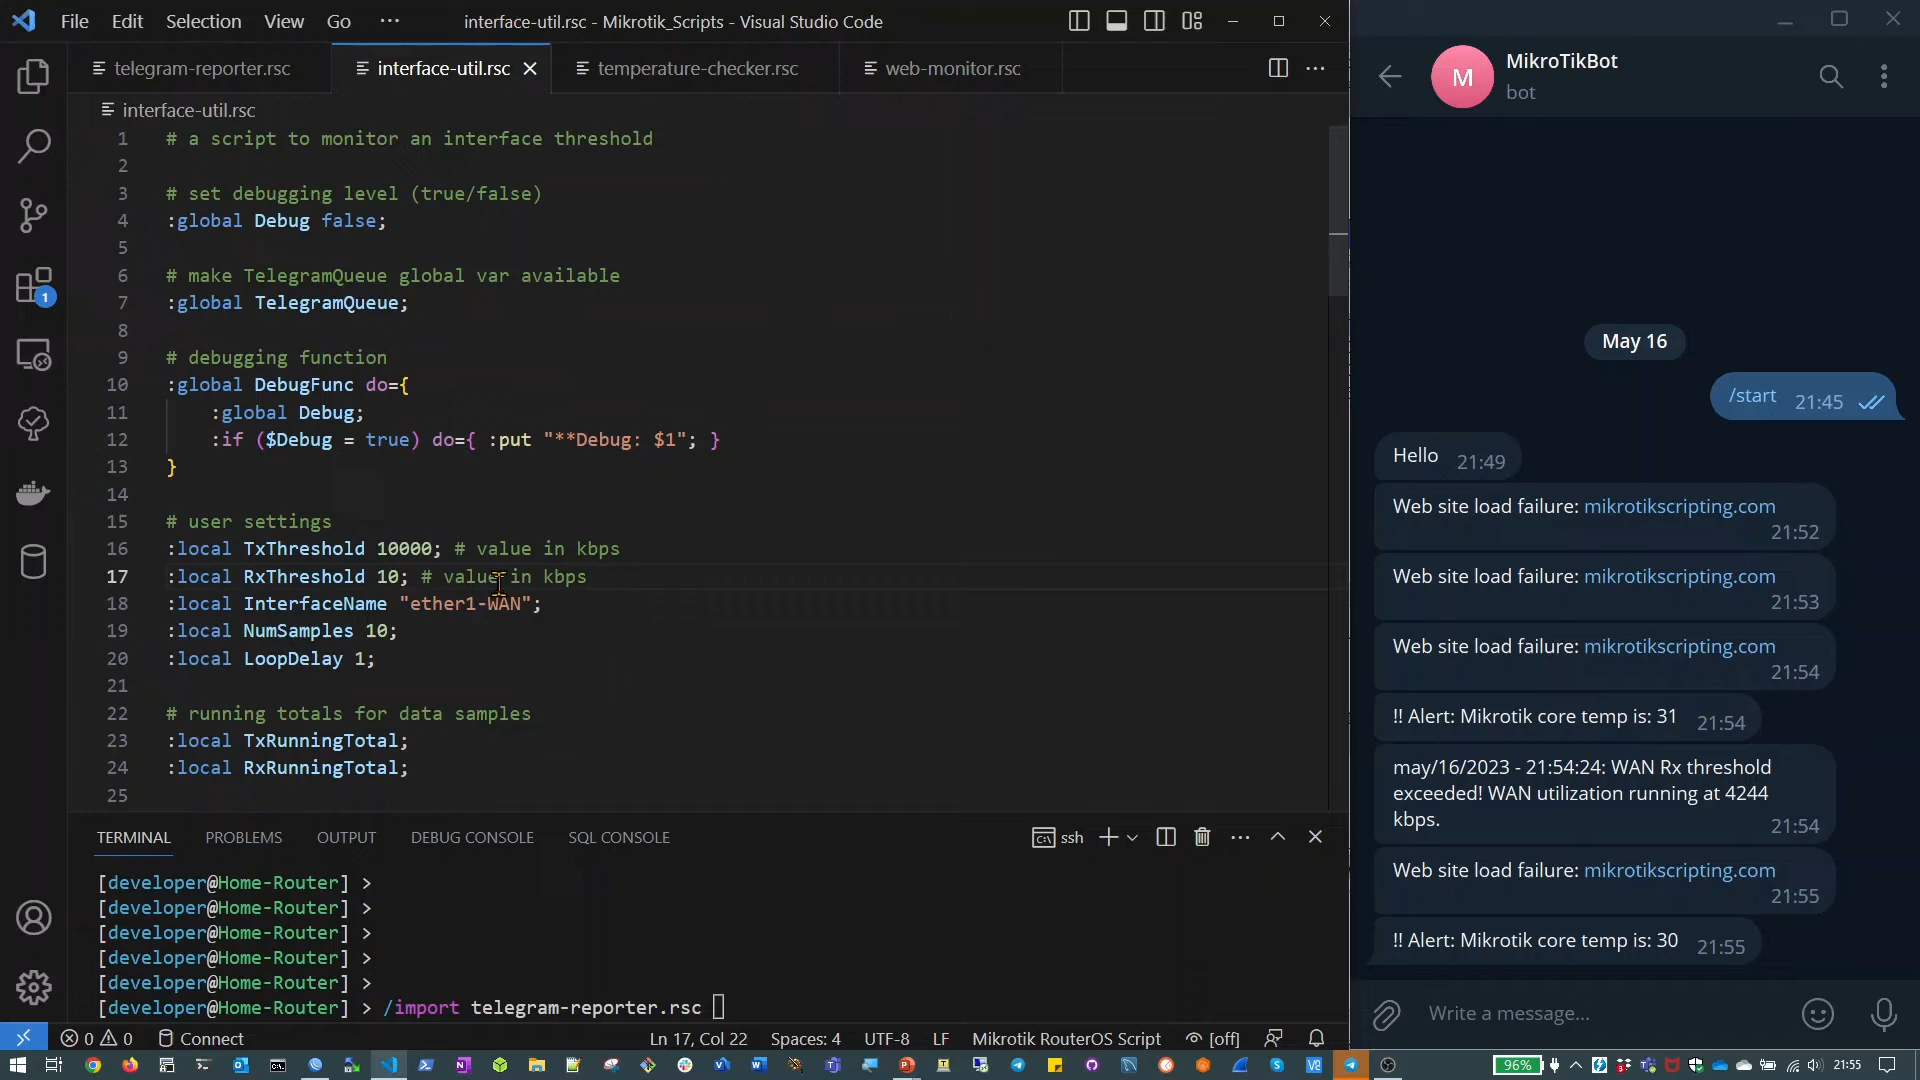 File Edit Selection View Go ··· interface-util.rsc - Mikrotik_Scripts - Visual Studio Code
telegram-reporter.rsc interface-util.rsc temperature-checker.rsc web-monitor.rsc
interface-util.rsc
1 # a script to monitor an interface threshold
2
3 # set debugging level (true/false)
4 :global Debug false;
5
6 # make TelegramQueue global var available
7 :global TelegramQueue;
8
9 # debugging function
10 :global DebugFunc do={
11 :global Debug;
12 :if ($Debug = true) do={ :put "**Debug: $1"; }
13 }
14
15 # user settings
16 :local TxThreshold 10000; # value in kbps
17 :local RxThreshold 10; # value in kbps
18 :local InterfaceName "ether1-WAN";
19 :local NumSamples 10;
20 :local LoopDelay 1;
21
22 # running totals for data samples
23 :local TxRunningTotal;
24 :local RxRunningTotal;
25
1
TERMINAL PROBLEMS OUTPUT DEBUG CONSOLE SQL CONSOLE ssh
[developer@Home-Router] >
[developer@Home-Router] >
[developer@Home-Router] >
[developer@Home-Router] >
[developer@Home-Router] >
[developer@Home-Router] > /import telegram-reporter.rsc
0 0 Connect Ln 17, Col 22 Spaces: 4 UTF-8 LF Mikrotik RouterOS Script [off]
M
MikroTikBot
bot
May 16
/start 21:45
Hello 21:49
Web site load failure: mikrotikscripting.com
21:52
Web site load failure: mikrotikscripting.com
21:53
Web site load failure: mikrotikscripting.com
21:54
!! Alert: Mikrotik core temp is: 31 21:54
may/16/2023 - 21:54:24: WAN Rx threshold
exceeded! WAN utilization running at 4244
kbps.
21:54
Web site load failure: mikrotikscripting.com
21:55
!! Alert: Mikrotik core temp is: 30 21:55
Write a message...
96% 21:55